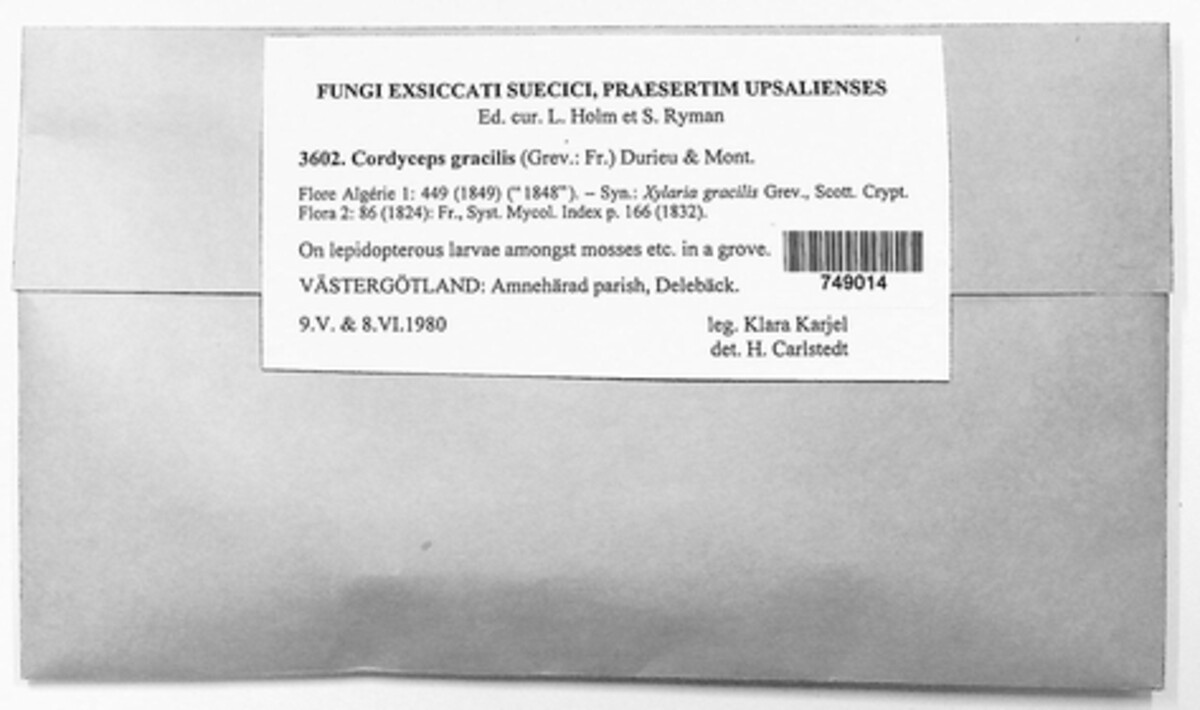 FUNGI EXSICCATI SUECICI, PRAESERTIM UPSALIENSES
Ed. cur. L. Holm et S. Ryman
3602. Cordyceps gracilis (Grev.: Fr.) Durieu & Mont.
Flore Algérie 1: 449 (1849) ("1848"). – Syn.: Xylaria gracilis Grev., Scott. Crypt.
Flora 2: 86 (1824): Fr., Syst. Mycol. Index p. 166 (1832).
On lepidopterous larvae amongst mosses etc. in a grove.
749014
VÄSTERGÖTLAND: Amnehärad parish, Delebäck.
9.V. & 8.VI.1980
leg. Klara Karjel
det. H. Carlstedt